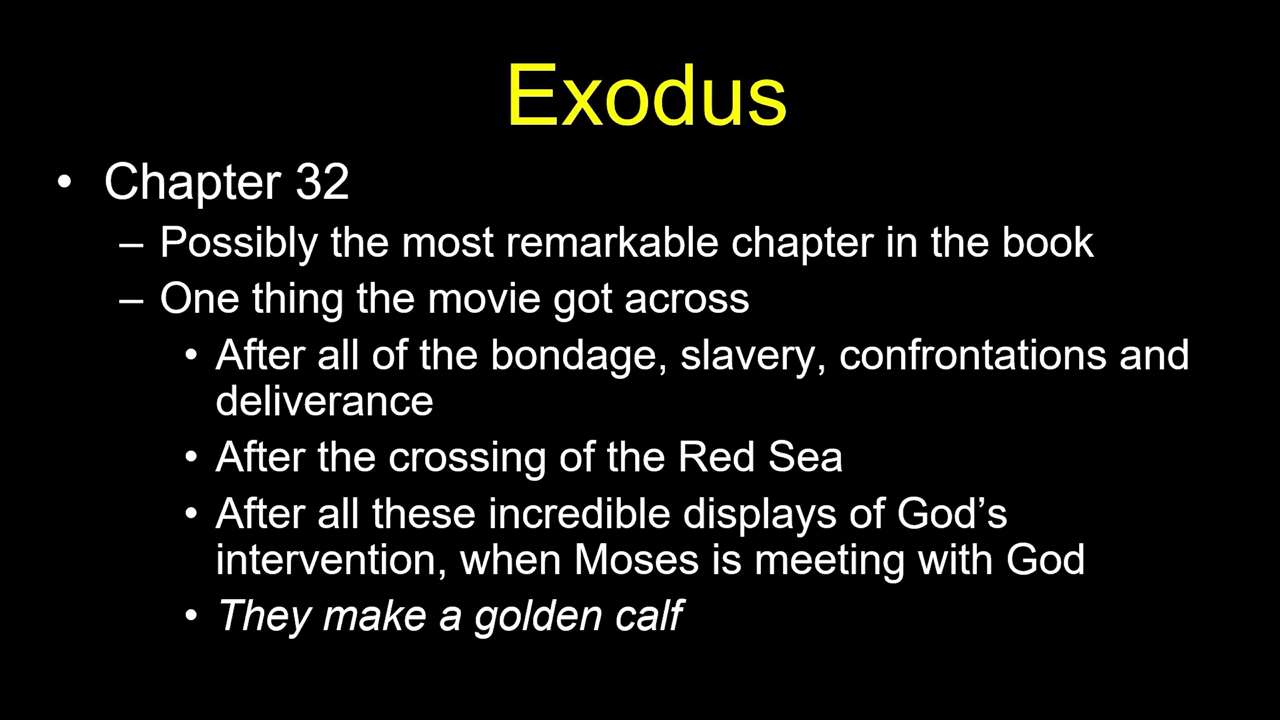 Exodus
• Chapter 32
– Possibly the most remarkable chapter in the book
– One thing the movie got across
• After all of the bondage, slavery, confrontations and
deliverance
• After the crossing of the Red Sea
• After all these incredible displays of God’s
intervention, when Moses is meeting with God
• They make a golden calf